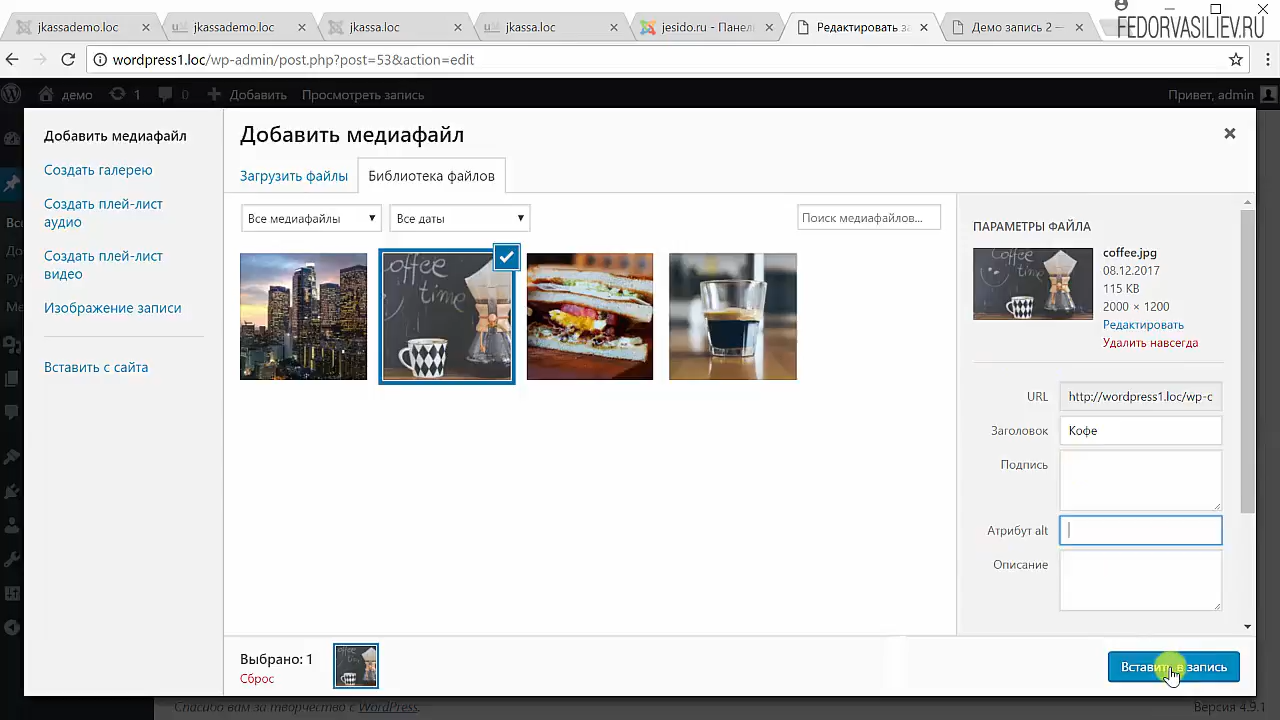 jkassademo.loc
jkassademo.loc
jkassa.loc
jkassa.loc
jesido.ru - Панел
Редактировать за
Демо запись 2 —
FEDORVASILIEV.RU
wordpress1.loc/wp-admin/post.php?post=53&action=edit
демо
1
0
Добавить
Просмотреть запись
Привет, admin
Добавить медиафайл
Создать галерею
Создать плей-лист
аудио
Создать плей-лист
видео
Изображение записи
Вставить с сайта
Добавить медиафайл
Загрузить файлы
Библиотека файлов
Все медиафайлы
Все даты
Поиск медиафайлов...
coffee
time
ПАРАМЕТРЫ ФАЙЛА
coffee.jpg
08.12.2017
115 KB
2000 × 1200
Редактировать
Удалить навсегда
URL
http://wordpress1.loc/wp-c
Заголовок
Кофе
Подпись
Атрибут alt
Описание
Выбрано: 1
Сброс
Вставить в запись
Спасибо вам за творчество с WordPress.
Версия 4.9.1